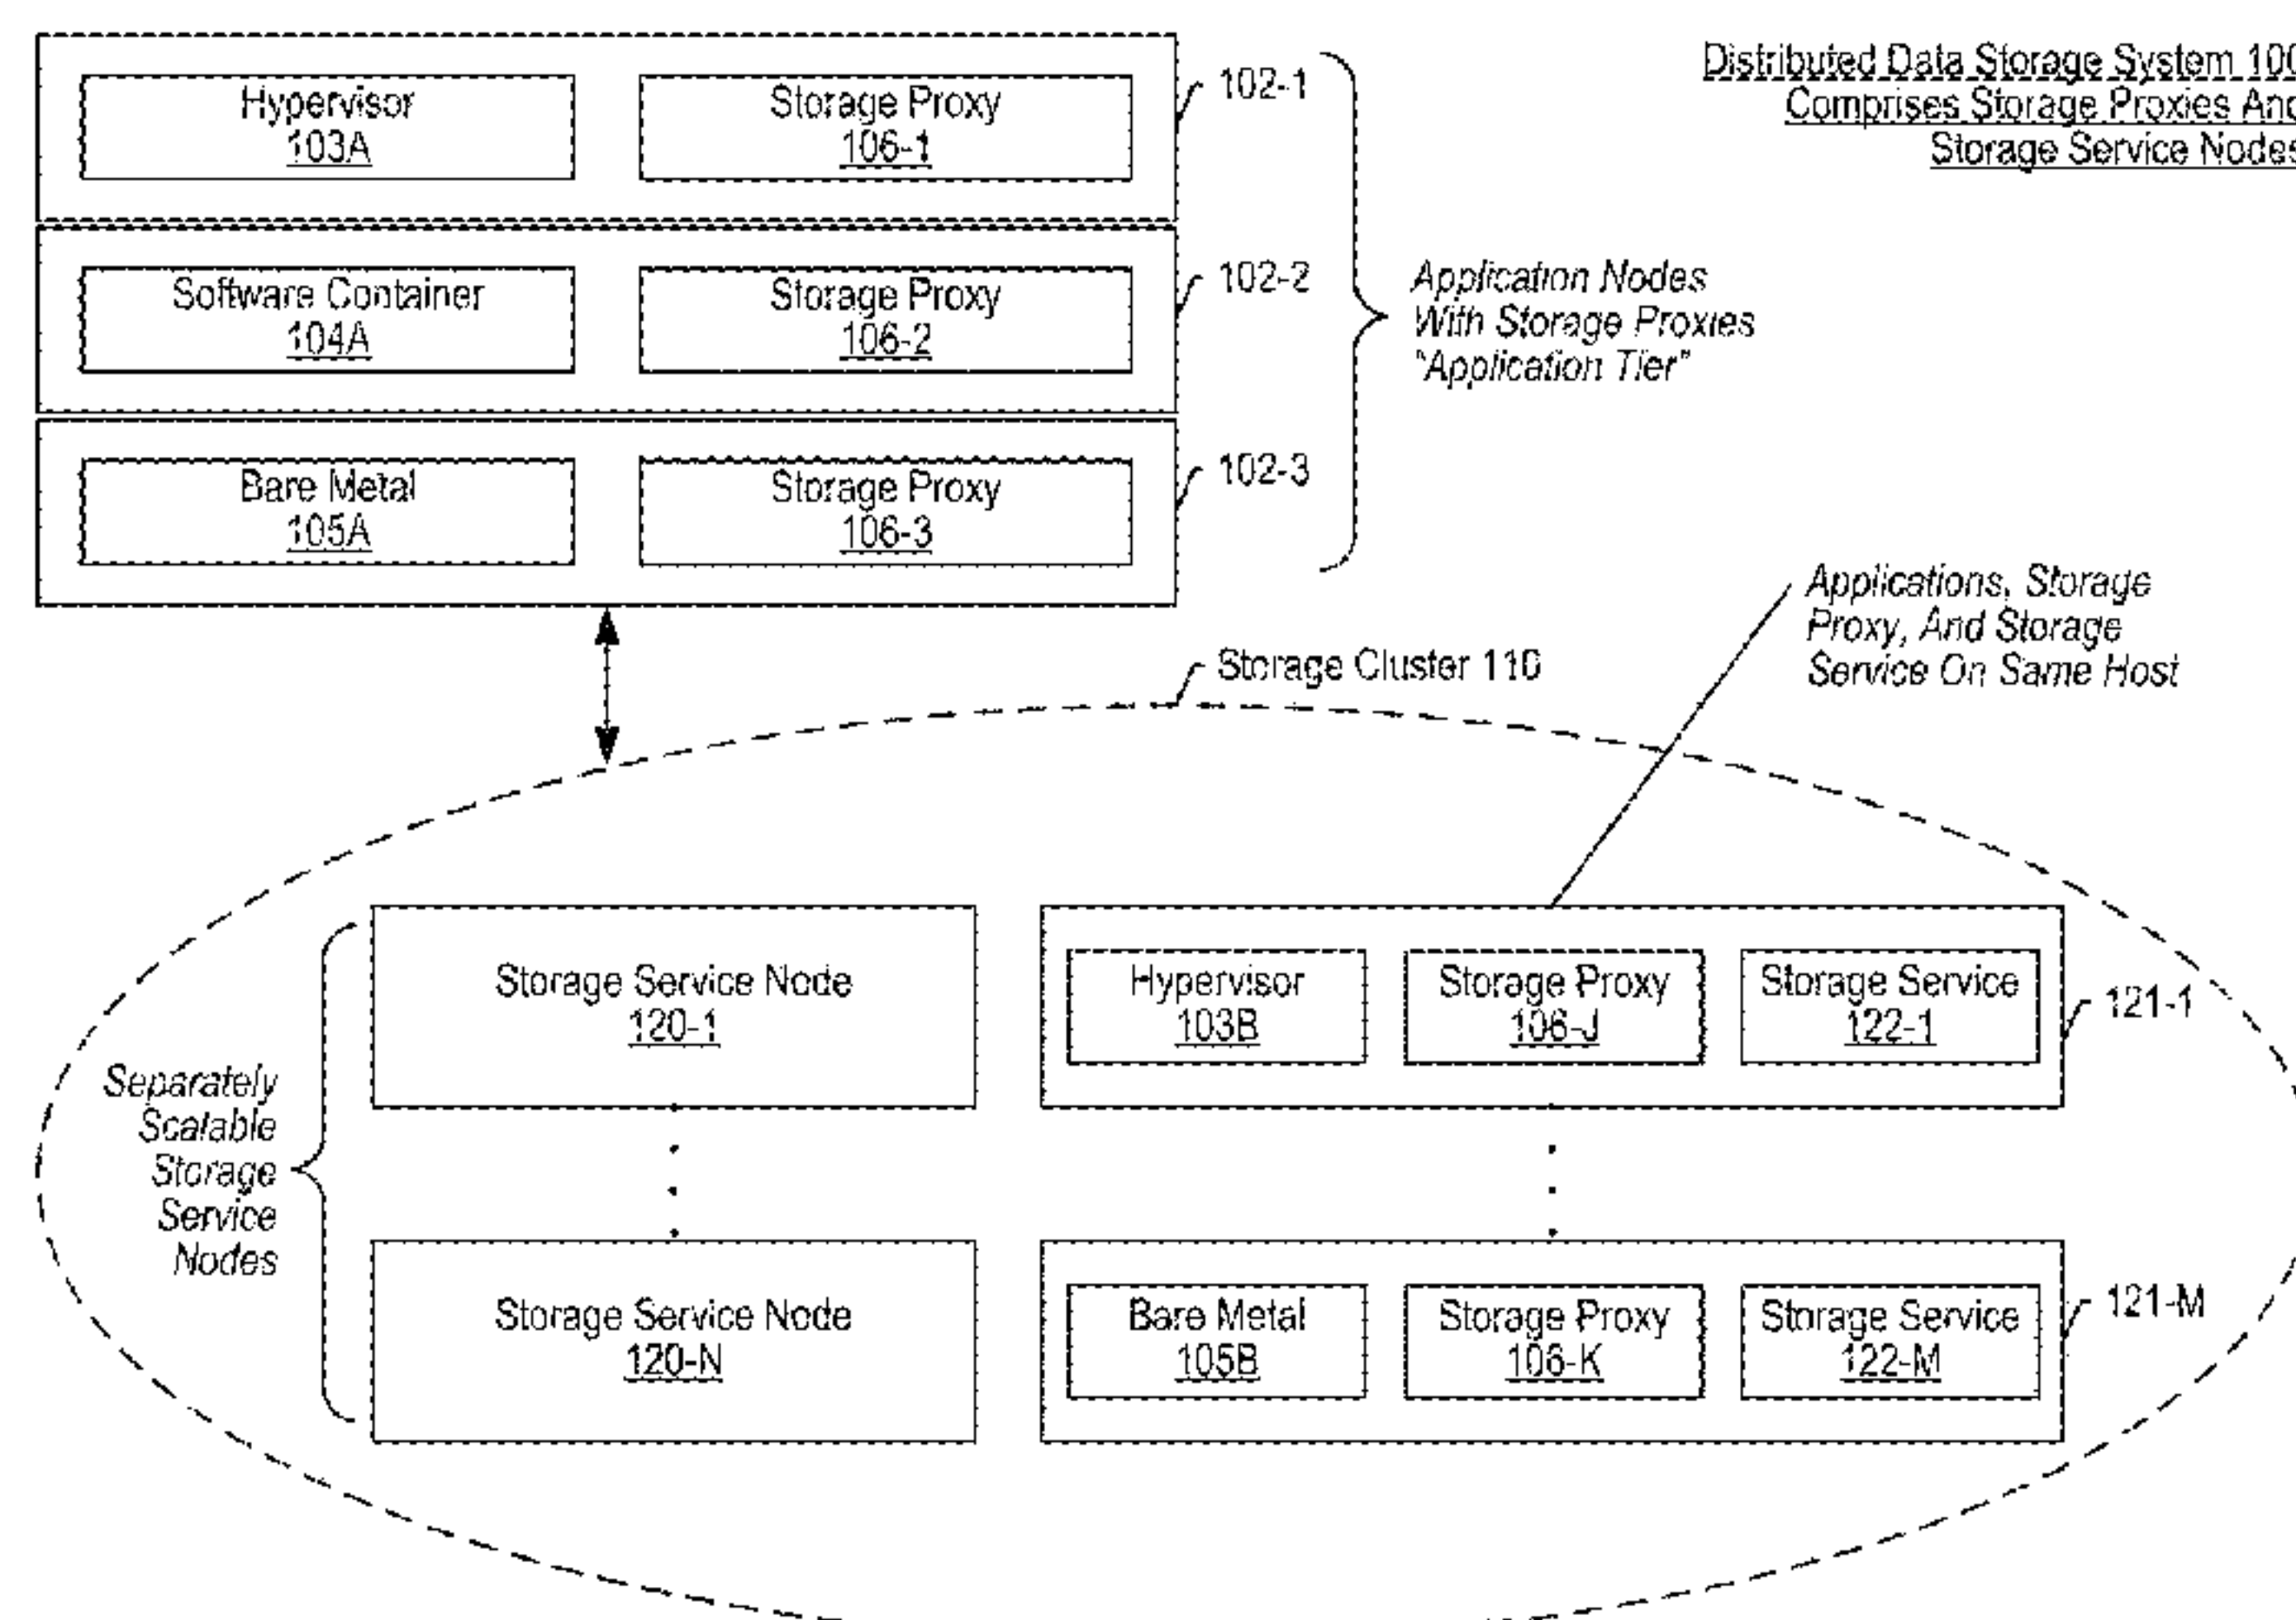 Distributed Data Storage System 100
Comprises Storage Proxies And
Storage Service Nodes
Hypervisor
103A
Storage Proxy
106-1
102-1
Software Container
104A
Storage Proxy
106-2
102-2
Bare Metal
105A
Storage Proxy
106-3
102-3
Application Nodes
With Storage Proxies
"Application Tier"
Applications, Storage
Proxy, And Storage
Service On Same Host
Storage Cluster 110
Separately
Scalable
Storage
Service
Nodes
Storage Service Node
120-1
Hypervisor
103B
Storage Proxy
106-J
Storage Service
122-1
121-1
Storage Service Node
120-N
Bare Metal
105B
Storage Proxy
106-K
Storage Service
122-M
121-M